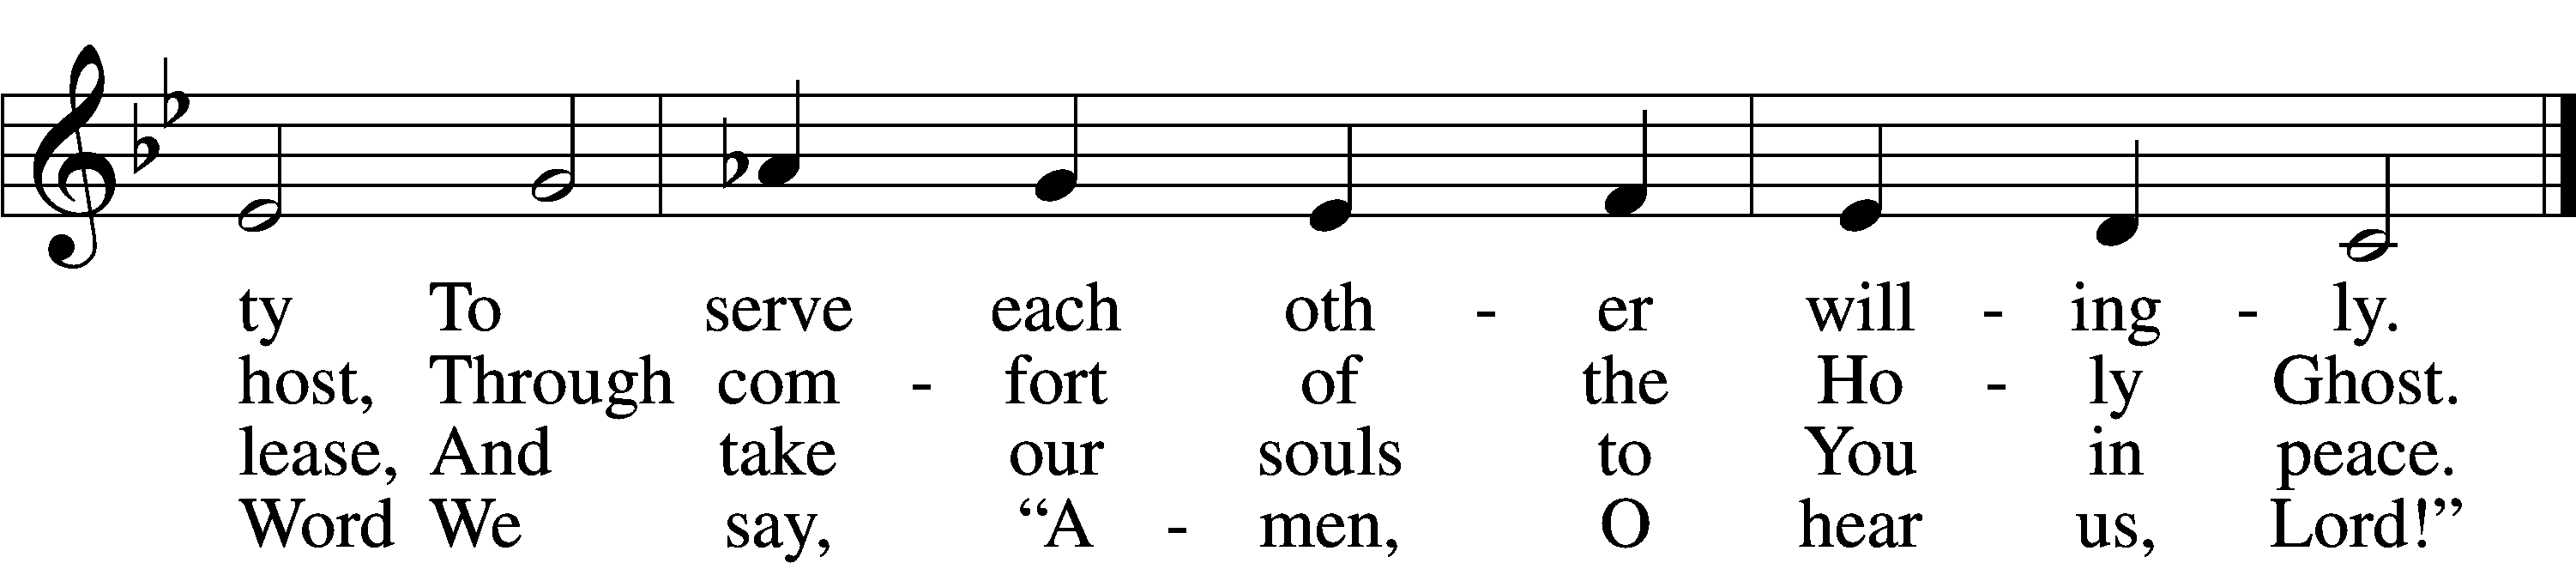 ty To serve each oth - er will - ing - ly.
host, Through com - fort of the Ho - ly Ghost.
lease, And take our souls to You in peace.
Word We say, “A - men, O hear us, Lord!”